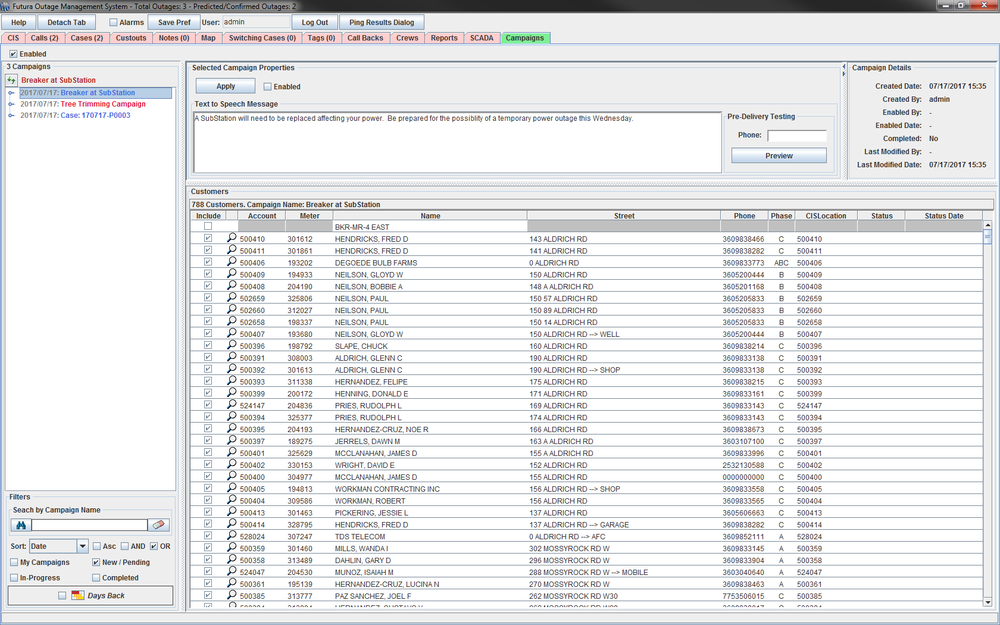 Futura Outage Management System - Total Outages: 3 - Predicted/Confirmed Outages: 2
Help Detach Tab Alarms Save Pref User: admin Log Out Ping Results Dialog
CIS Calls (2) Cases (2) Custouts Notes (0) Map Switching Cases (0) Tags (0) Call Backs Crews Reports SCADA Campaigns
Enabled
3 Campaigns
Breaker at SubStation
2017/07/17: Breaker at SubStation
2017/07/17: Tree Trimming Campaign
2017/07/17: Case: 170717-P0003
Filters
Seach by Campaign Name
Sort: Date Asc AND OR
My Campaigns New / Pending
In-Progress Completed
Days Back
Selected Campaign Properties
Apply Enabled
Text to Speech Message
A SubStation will need to be replaced affecting your power.  Be prepared for the possiblity of a temporary power outage this Wednesday.
Pre-Delivery Testing
Phone:
Preview
Campaign Details
Created Date: 07/17/2017 15:35
Created By: admin
Enabled By: -
Enabled Date: -
Completed: No
Last Modified By: -
Last Modified Date: 07/17/2017 15:35
Customers
788 Customers. Campaign Name: Breaker at SubStation
Include Account Meter Name Street Phone Phase CISLocation Status Status Date
BKR-MR-4 EAST
500410 301612 HENDRICKS, FRED D 143 ALDRICH RD 3609838466 C 500410
500411 301861 HENDRICKS, FRED D 141 ALDRICH RD 3609838282 C 500411
500406 193202 DEGOEDE BULB FARMS 0 ALDRICH RD 3609833773 ABC 500406
500409 194933 NEILSON, GLOYD W 150 ALDRICH RD 3605200444 B 500409
500408 204190 NEILSON, BOBBIE A 148 A ALDRICH RD 3605201168 B 500408
502659 325806 NEILSON, PAUL 150 57 ALDRICH RD 3605205833 B 502659
502660 312027 NEILSON, PAUL 150 89 ALDRICH RD 3605205833 B 502660
502658 198337 NEILSON, PAUL 150 14 ALDRICH RD 3605205833 B 502658
500407 193680 NEILSON, GLOYD W 150 ALDRICH RD --> WELL 3605200444 B 500407
500396 198792 SLAPE, CHUCK 160 ALDRICH RD 3609838214 C 500396
500391 308003 ALDRICH, GLENN C 190 ALDRICH RD 3609833138 C 500391
500392 301613 ALDRICH, GLENN C 190 ALDRICH RD --> SHOP 3609833138 C 500392
500393 311338 HERNANDEZ, FELIPE 175 ALDRICH RD 3609838215 C 500393
500399 200172 HENNING, DONALD E 171 ALDRICH RD 3609833161 C 500399
524147 204836 PRIES, RUDOLPH L 169 ALDRICH RD 3609833143 C 524147
500394 325377 PRIES, RUDOLPH L 174 ALDRICH RD 3609833143 C 500394
500395 204193 HERNANDEZ-CRUZ, NOE R 166 ALDRICH RD 3609838673 C 500395
500397 189275 JERRELS, DAWN M 163 A ALDRICH RD 3603107100 C 500397
500401 325629 MCCLANAHAN, JAMES D 155 A ALDRICH RD 3609833996 C 500401
500402 330153 WRIGHT, DAVID E 152 ALDRICH RD 2532130588 C 500402
500400 304977 MCCLANAHAN, JAMES D 155 ALDRICH RD 0000000000 C 500400
500405 194813 WORKMAN CONTRACTING INC 156 ALDRICH RD --> SHOP 3609833558 C 500405
500404 309586 WORKMAN, ROBERT 156 ALDRICH RD 3609833565 C 500404
500413 301463 PICKERING, JESSIE L 137 ALDRICH RD 3605606663 C 500413
500414 328795 HENDRICKS, FRED D 137 ALDRICH RD --> GARAGE 3609838282 C 500414
528024 307247 TDS TELECOM 0 ALDRICH RD --> AFC 3609852111 A 528024
500359 301460 MILLS, WANDA I 302 MOSSYROCK RD W 3609833145 A 500359
500358 313489 DAHLIN, GARY D 296 MOSSYROCK RD W 3609833904 A 500358
524047 204530 MUNOZ, ISAIAH M 288 MOSSYROCK RD W --> MOBILE 3603040640 A 524047
500361 195139 HERNANDEZ-CRUZ, LUCINA N 270 MOSSYROCK RD W 3609838463 A 500361
500385 313777 PAZ SANCHEZ, JOEL F 262 MOSSYROCK RD W30 7753506015 C 500385